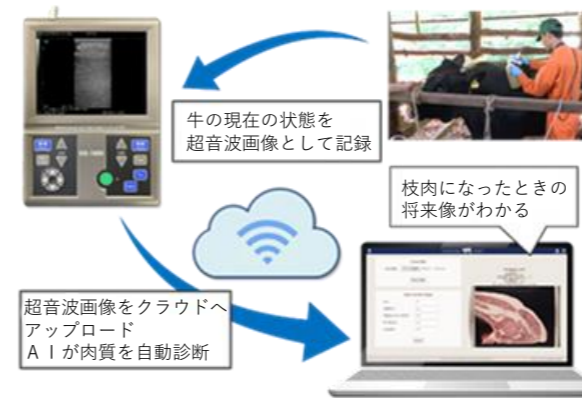 牛の現在の状態を
超音波画像として記録
枝肉になったときの
将来像がわかる
超音波画像をクラウドへ
アップロード
ＡＩが肉質を自動診断